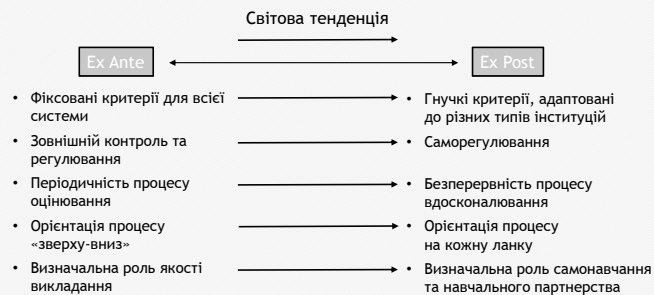 Світова тенденція
Ex Ante
Ex Post
• Фіксовані критерії для всієї
системи
• Гнучкі критерії, адаптовані
до різних типів інституцій
• Зовнішній контроль та
регулювання
• Саморегулювання
• Періодичність процесу
оцінювання
• Безперервність процесу
вдосконалювання
• Орієнтація процесу
«зверху-вниз»
• Орієнтація процесу
на кожну ланку
• Визначальна роль якості
викладання
• Визначальна роль самонавчання
та навчального партнерства